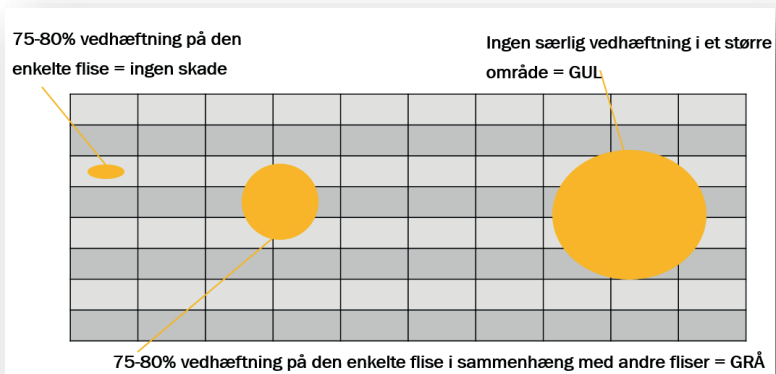 75-80% vedhæftning på den
enkelte flise = ingen skade
Ingen særlig vedhæftning i et større
område = GUL
75-80% vedhæftning på den enkelte flise i sammenhæng med andre fliser = GRÅ